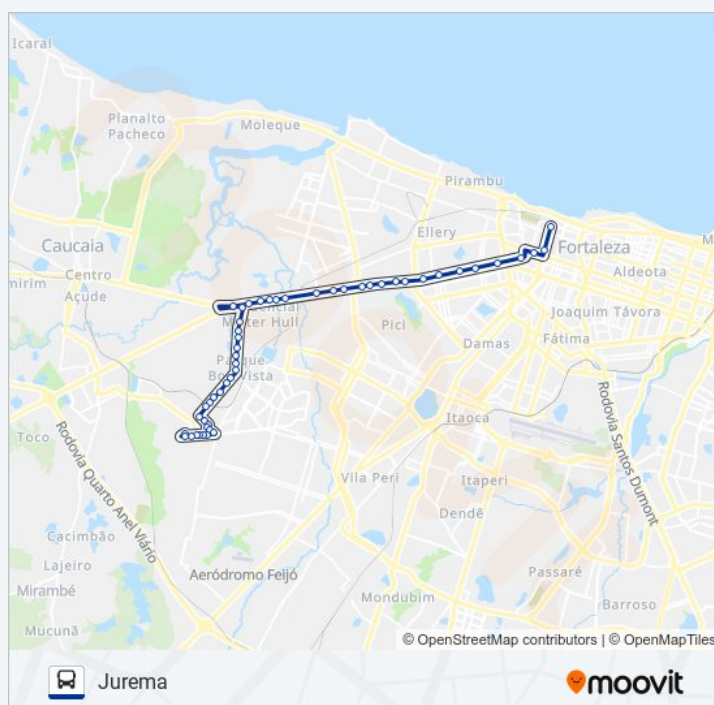 Icaraí
Planalto
Pacheco
Moleque
Pirambu
Ellery
Caucaia
Fortaleza
Aldeota
Centro
Açude
Joaquim Távora
Mister Hull
Pici
Damas
Fátima
Rodovia Santos Dumont
Itaoca
Toco
Rodovia Quarto Anel Viário
Vila Peri
Itaperi
Dendê
Cacimbão
Lajeiro
Aeródromo Feijó
Passaré
Mirambé
Mondubim
Barroso
Mucunã
© OpenStreetMap contributors | © OpenMapTiles
Jurema
moovit